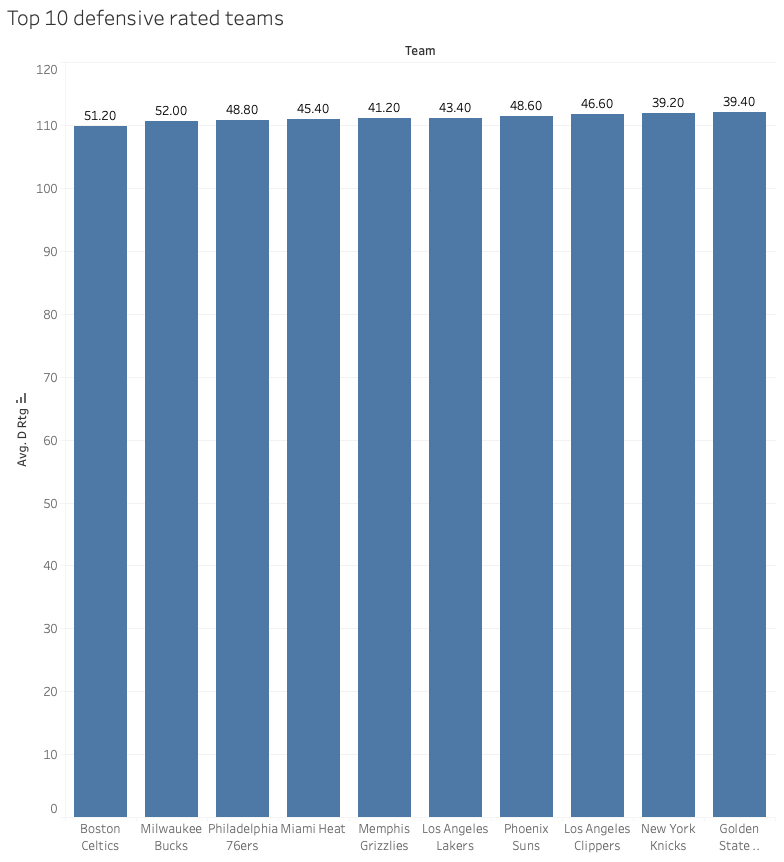 Top 10 defensive rated teams
Team
120
110
100
90
80
70
60
50
40
30
20
10
0
Avg. D Rtg
51.20 52.00 48.80 45.40 41.20 43.40 48.60 46.60 39.20 39.40
Boston Milwaukee Philadelphia Miami Heat Memphis Los Angeles Phoenix Los Angeles New York Golden
Celtics Bucks 76ers Grizzlies Lakers Suns Clippers Knicks State ..